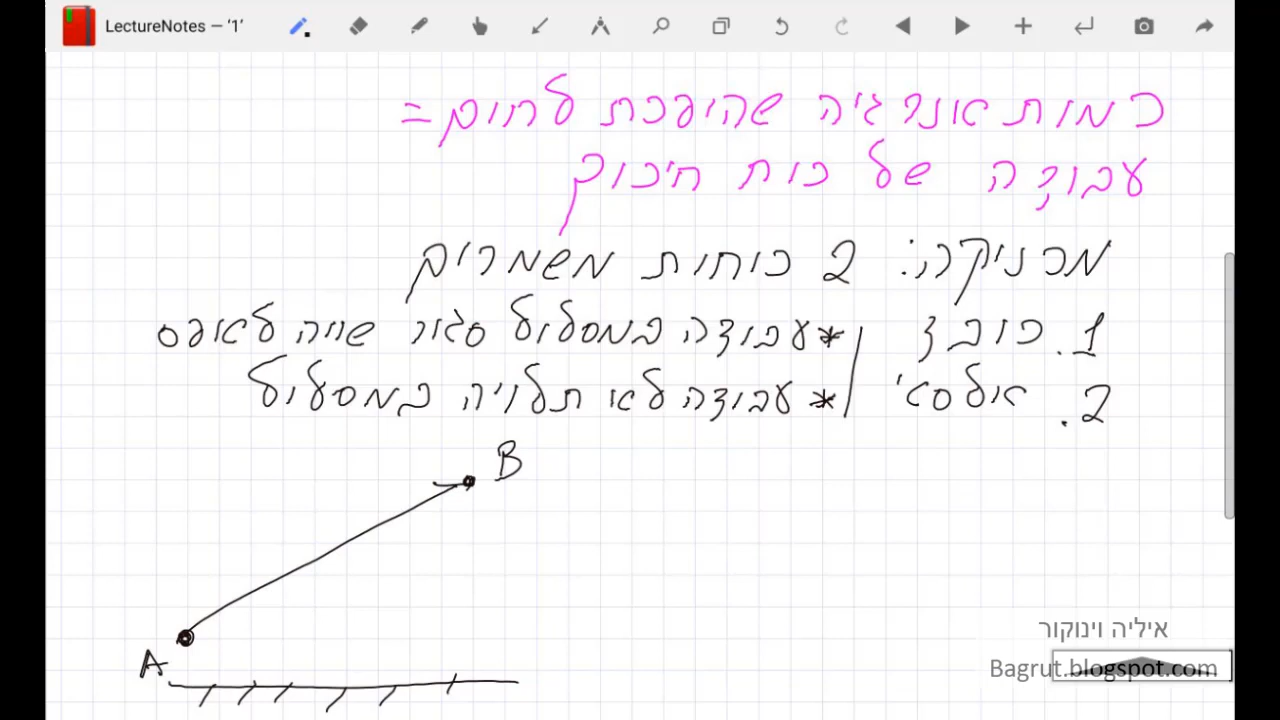 LectureNotes – ‘1’
כמות אנרגיה שהופכת לחום =
עבודה של כוח חיכוך
מכניקה: 2 כוחות משמרים
1. כובד | * עבודה במסלול סגור שווה לאפס
2. אלסטי | * עבודה לא תלויה במסלול
B
A
איליה וינוקור
Bagrut.blogspot.com